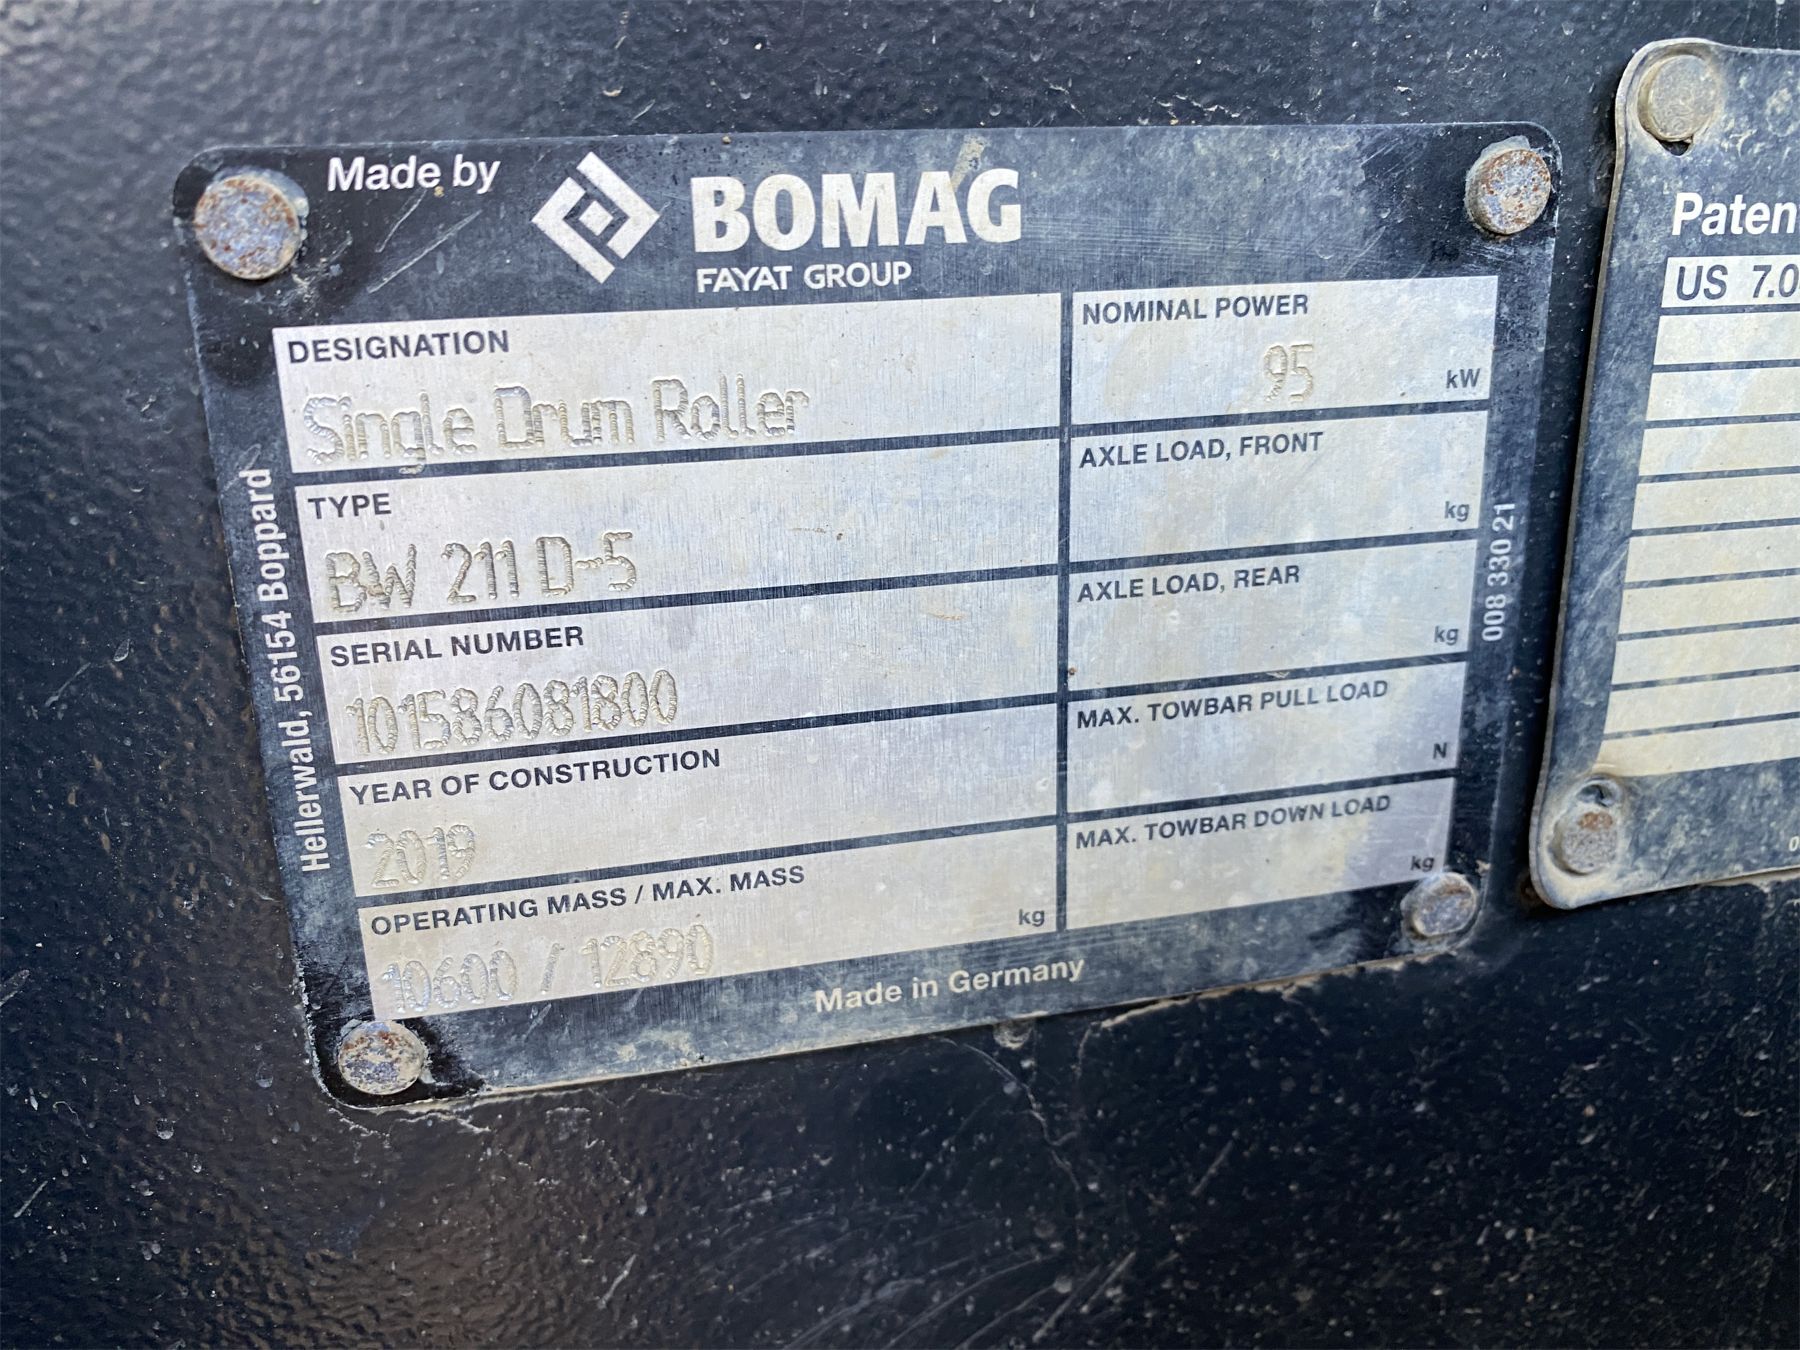 Made by
BOMAG
FAYAT GROUP
DESIGNATION
Single Drum Roller
TYPE
BW 211 D-5
SERIAL NUMBER
101586081800
YEAR OF CONSTRUCTION
2019
OPERATING MASS / MAX. MASS
kg
10600 / 12890
NOMINAL POWER
95
kW
AXLE LOAD, FRONT
kg
AXLE LOAD, REAR
kg
MAX. TOWBAR PULL LOAD
N
MAX. TOWBAR DOWN LOAD
kg
Made in Germany
Hellerwald, 56154 Boppard
008 330 21
Paten
US 7.0